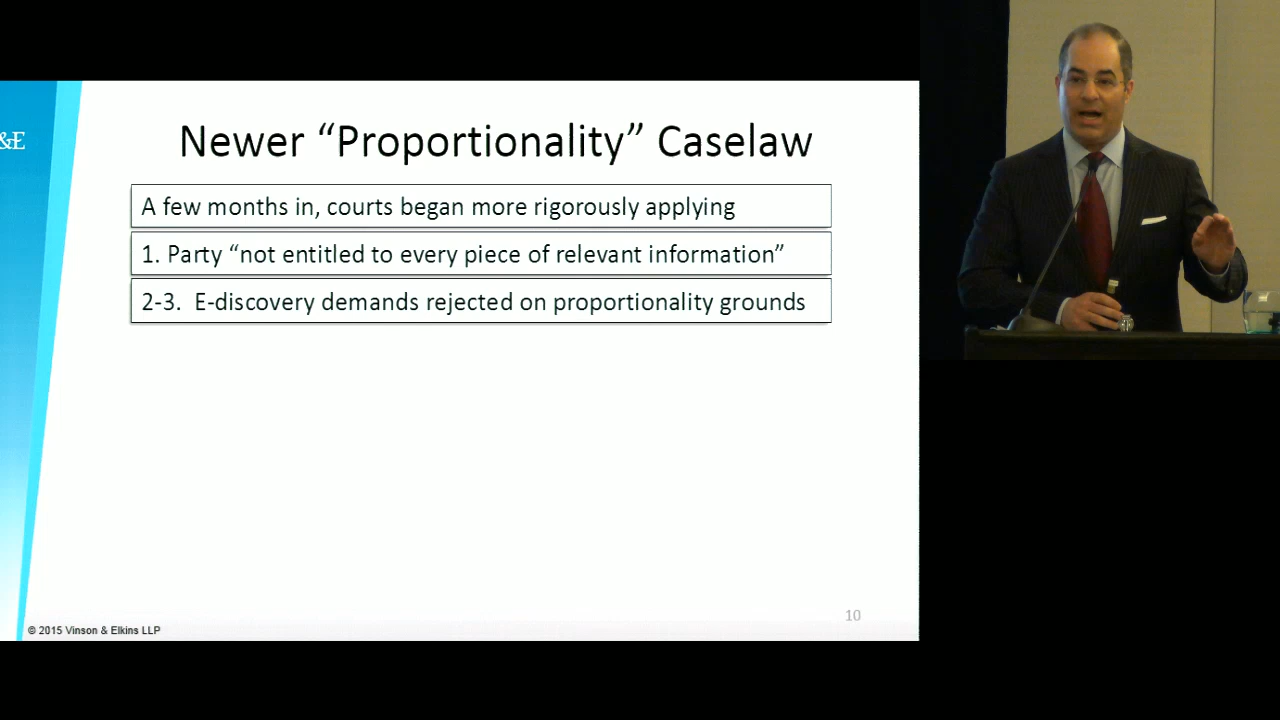 &E
Newer “Proportionality” Caselaw
A few months in, courts began more rigorously applying
1. Party “not entitled to every piece of relevant information”
2-3. E-discovery demands rejected on proportionality grounds
10
© 2015 Vinson & Elkins LLP